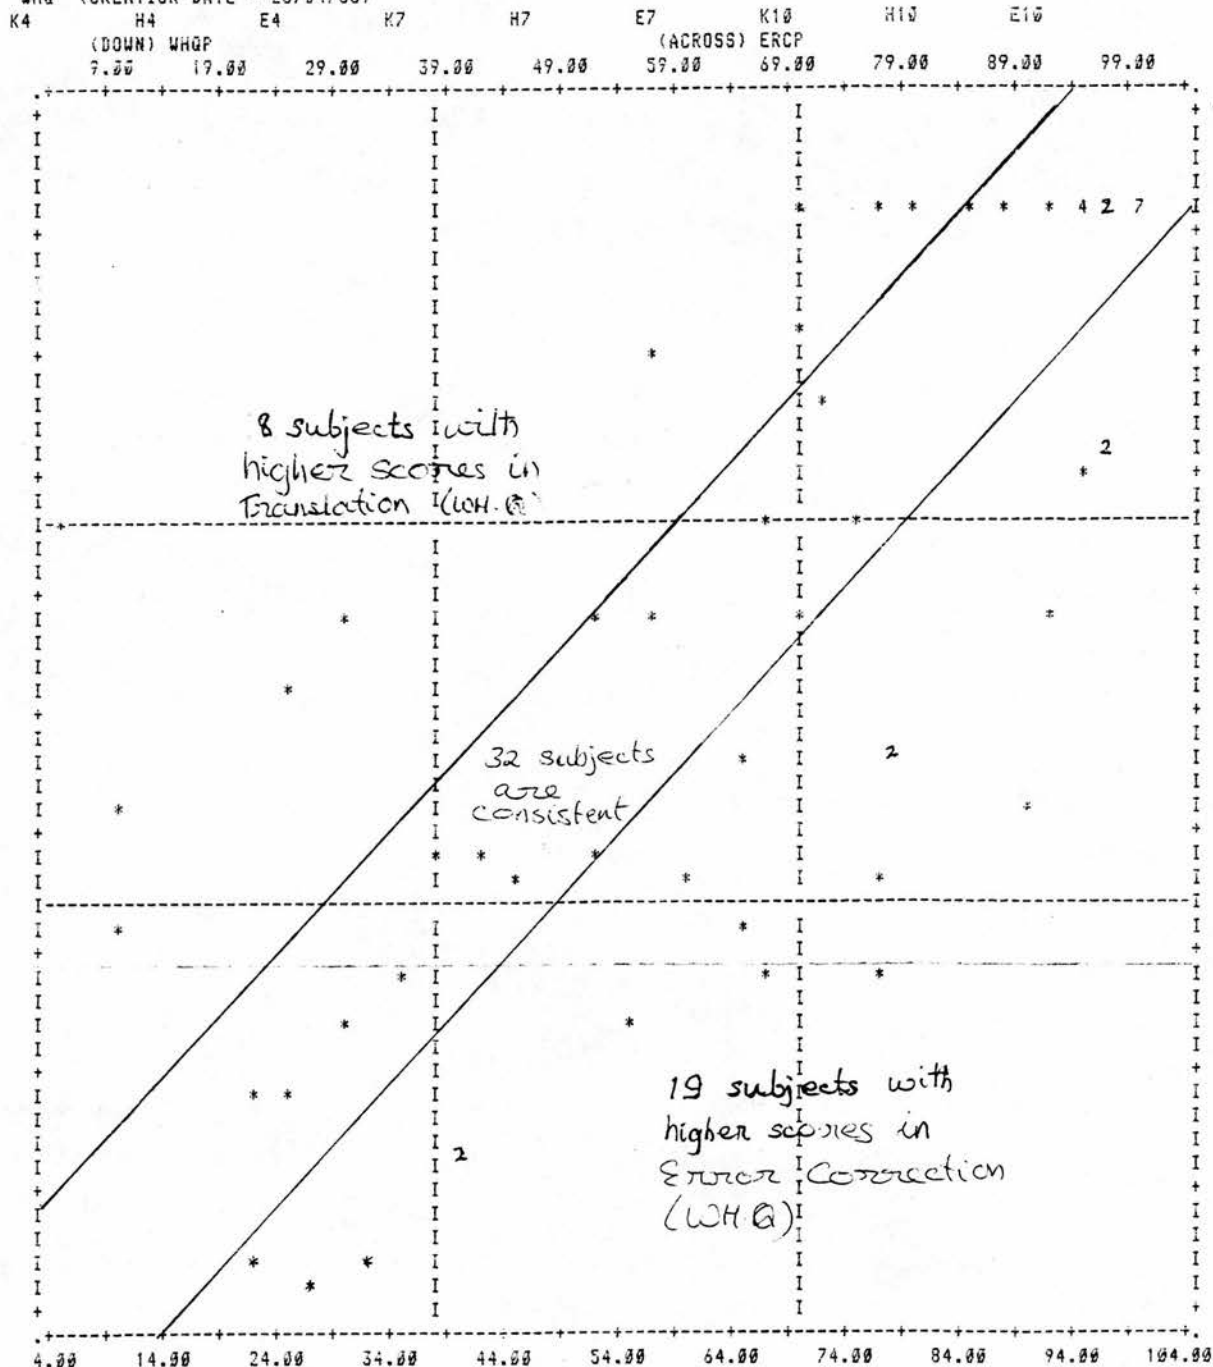 K4 H4 E4 K7 H7 E7 K10 H10 E10
(DOWN) WHQP (ACROSS) ERCP
9.00 19.00 29.00 39.00 49.00 59.00 69.00 79.00 89.00 99.00
4 2 7
8 subjects with
higher scores in
Translation (WH.Q)
2
32 subjects
are
consistent
2
19 subjects with
higher scores in
Error Correction
(WH.Q)
2
4.00 14.00 24.00 34.00 44.00 54.00 64.00 74.00 84.00 94.00 104.00